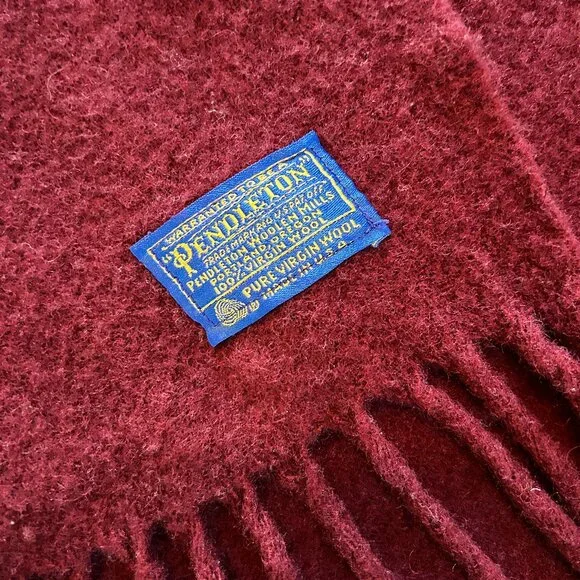 WARRANTED TO BE A
"PENDLETON"
TRADEMARK REG. U.S. PAT. OFF.
PENDLETON WOOLEN MILLS
PORTLAND, OREGON
100% VIRGIN WOOL
PURE VIRGIN WOOL
(R) MADE IN U.S.A.